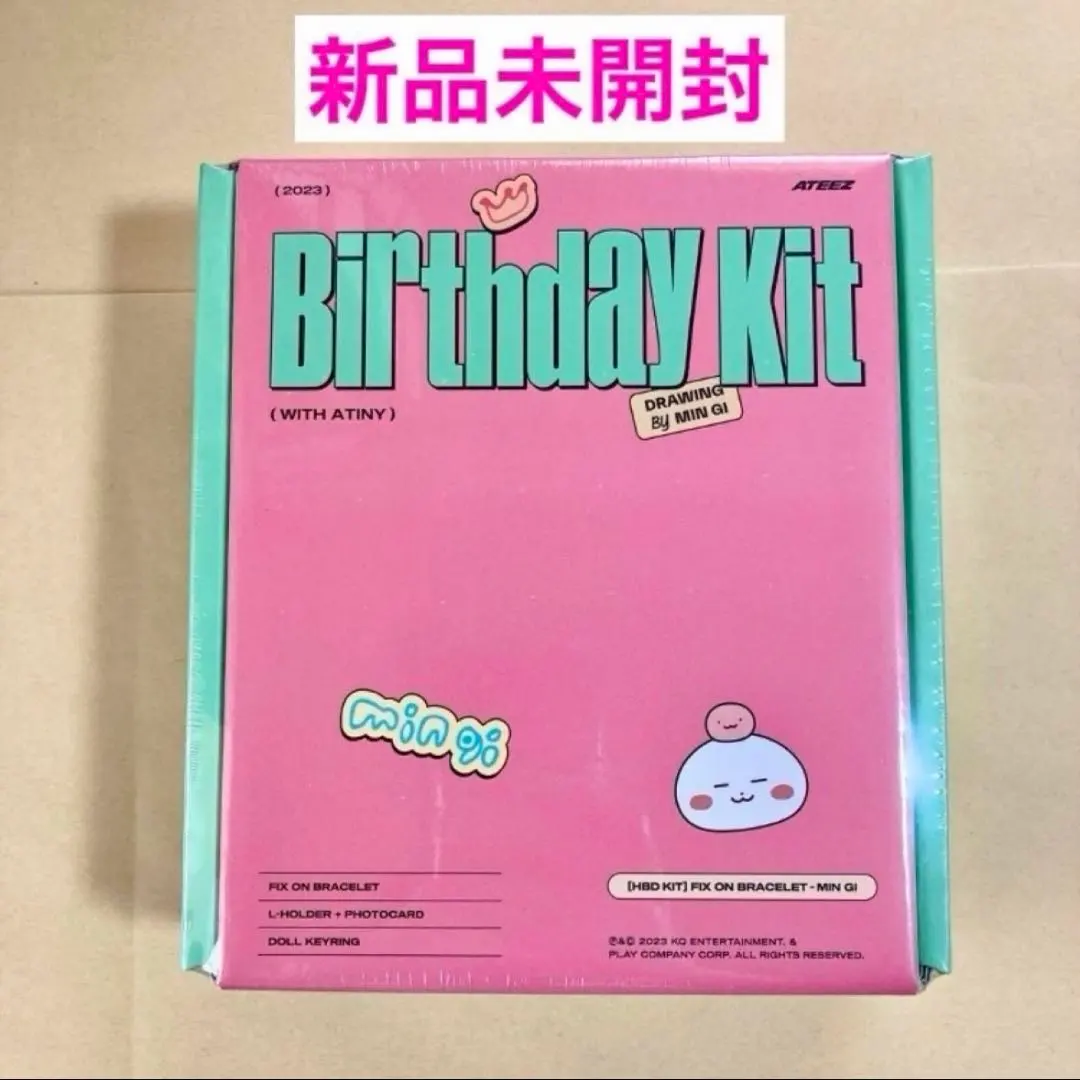 新品未開封
(2023)
ATEEZ
Birthday Kit
(WITH ATINY)
DRAWING
By MIN GI
min gi
FIX ON BRACELET
L-HOLDER + PHOTOCARD
DOLL KEYRING
[HBD KIT] FIX ON BRACELET - MIN GI
℗&© 2023 KQ ENTERTAINMENT. &
PLAY COMPANY CORP. ALL RIGHTS RESERVED.